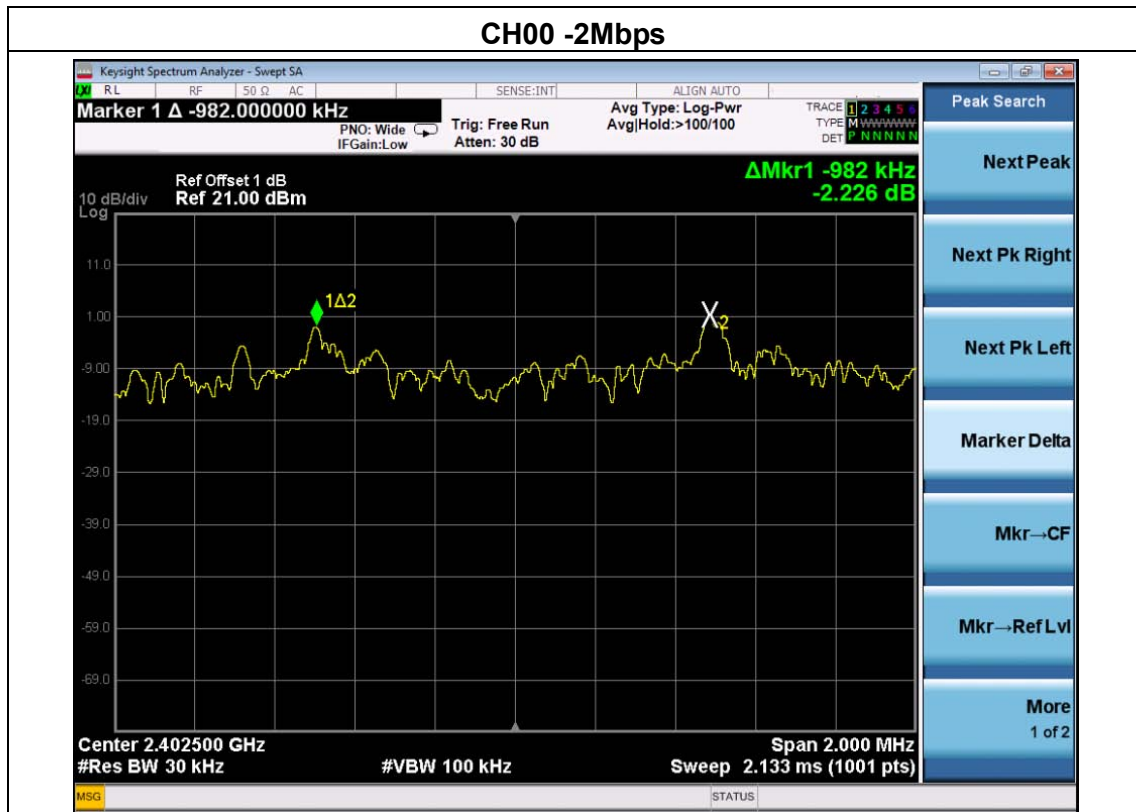 CH00 -2Mbps
Keysight Spectrum Analyzer - Swept SA
LXI RL RF 50 Ω AC SENSE:INT ALIGN AUTO
Marker 1 Δ -982.000000 kHz
PNO: Wide
IFGain:Low
Trig: Free Run
Atten: 30 dB
Avg Type: Log-Pwr
Avg|Hold:>100/100
TRACE 1 2 3 4 5 6
TYPE M WWWWW
DET P N N N N N
ΔMkr1 -982 kHz
-2.226 dB
Ref Offset 1 dB
10 dB/div Ref 21.00 dBm
Log
11.0
1.00
-9.00
-19.0
-29.0
-39.0
-49.0
-59.0
-69.0
1Δ2
X2
Center 2.402500 GHz
Span 2.000 MHz
#Res BW 30 kHz
#VBW 100 kHz
Sweep 2.133 ms (1001 pts)
MSG
STATUS
Peak Search
Next Peak
Next Pk Right
Next Pk Left
Marker Delta
Mkr→CF
Mkr→Ref Lvl
More
1 of 2